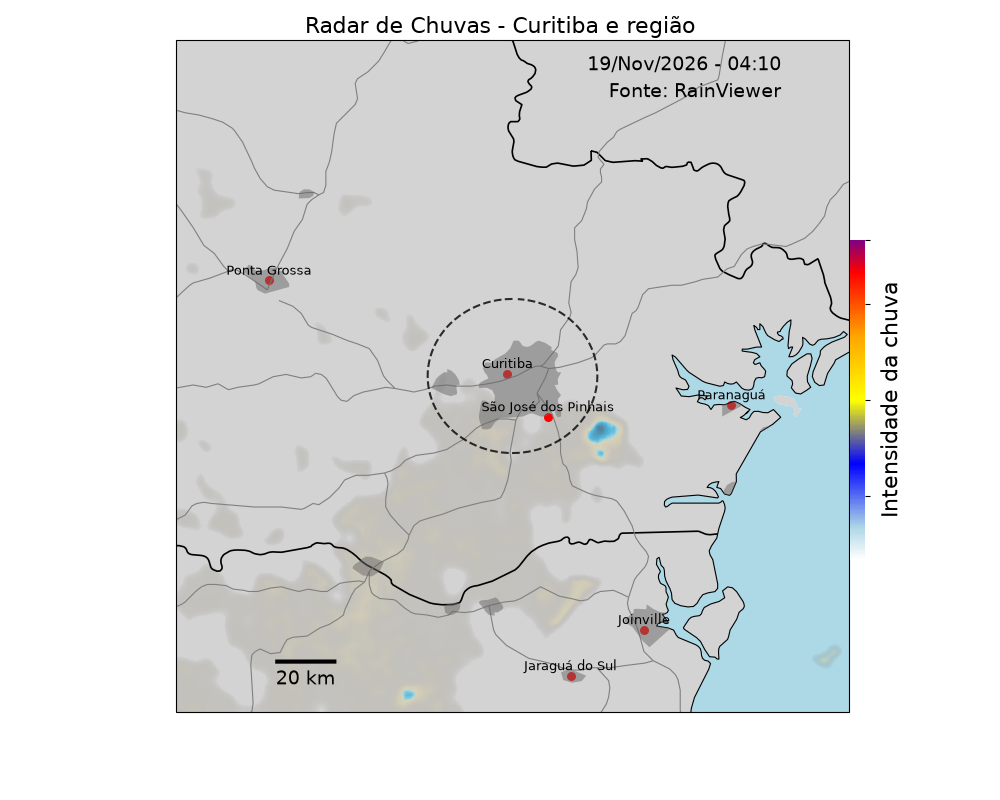 Radar de Chuvas - Curitiba e região
19/Nov/2026 - 04:10
Fonte: RainViewer
Ponta Grossa
Curitiba
Paranaguá
São José dos Pinhais
Joinville
Jaraguá do Sul
20 km
Intensidade da chuva